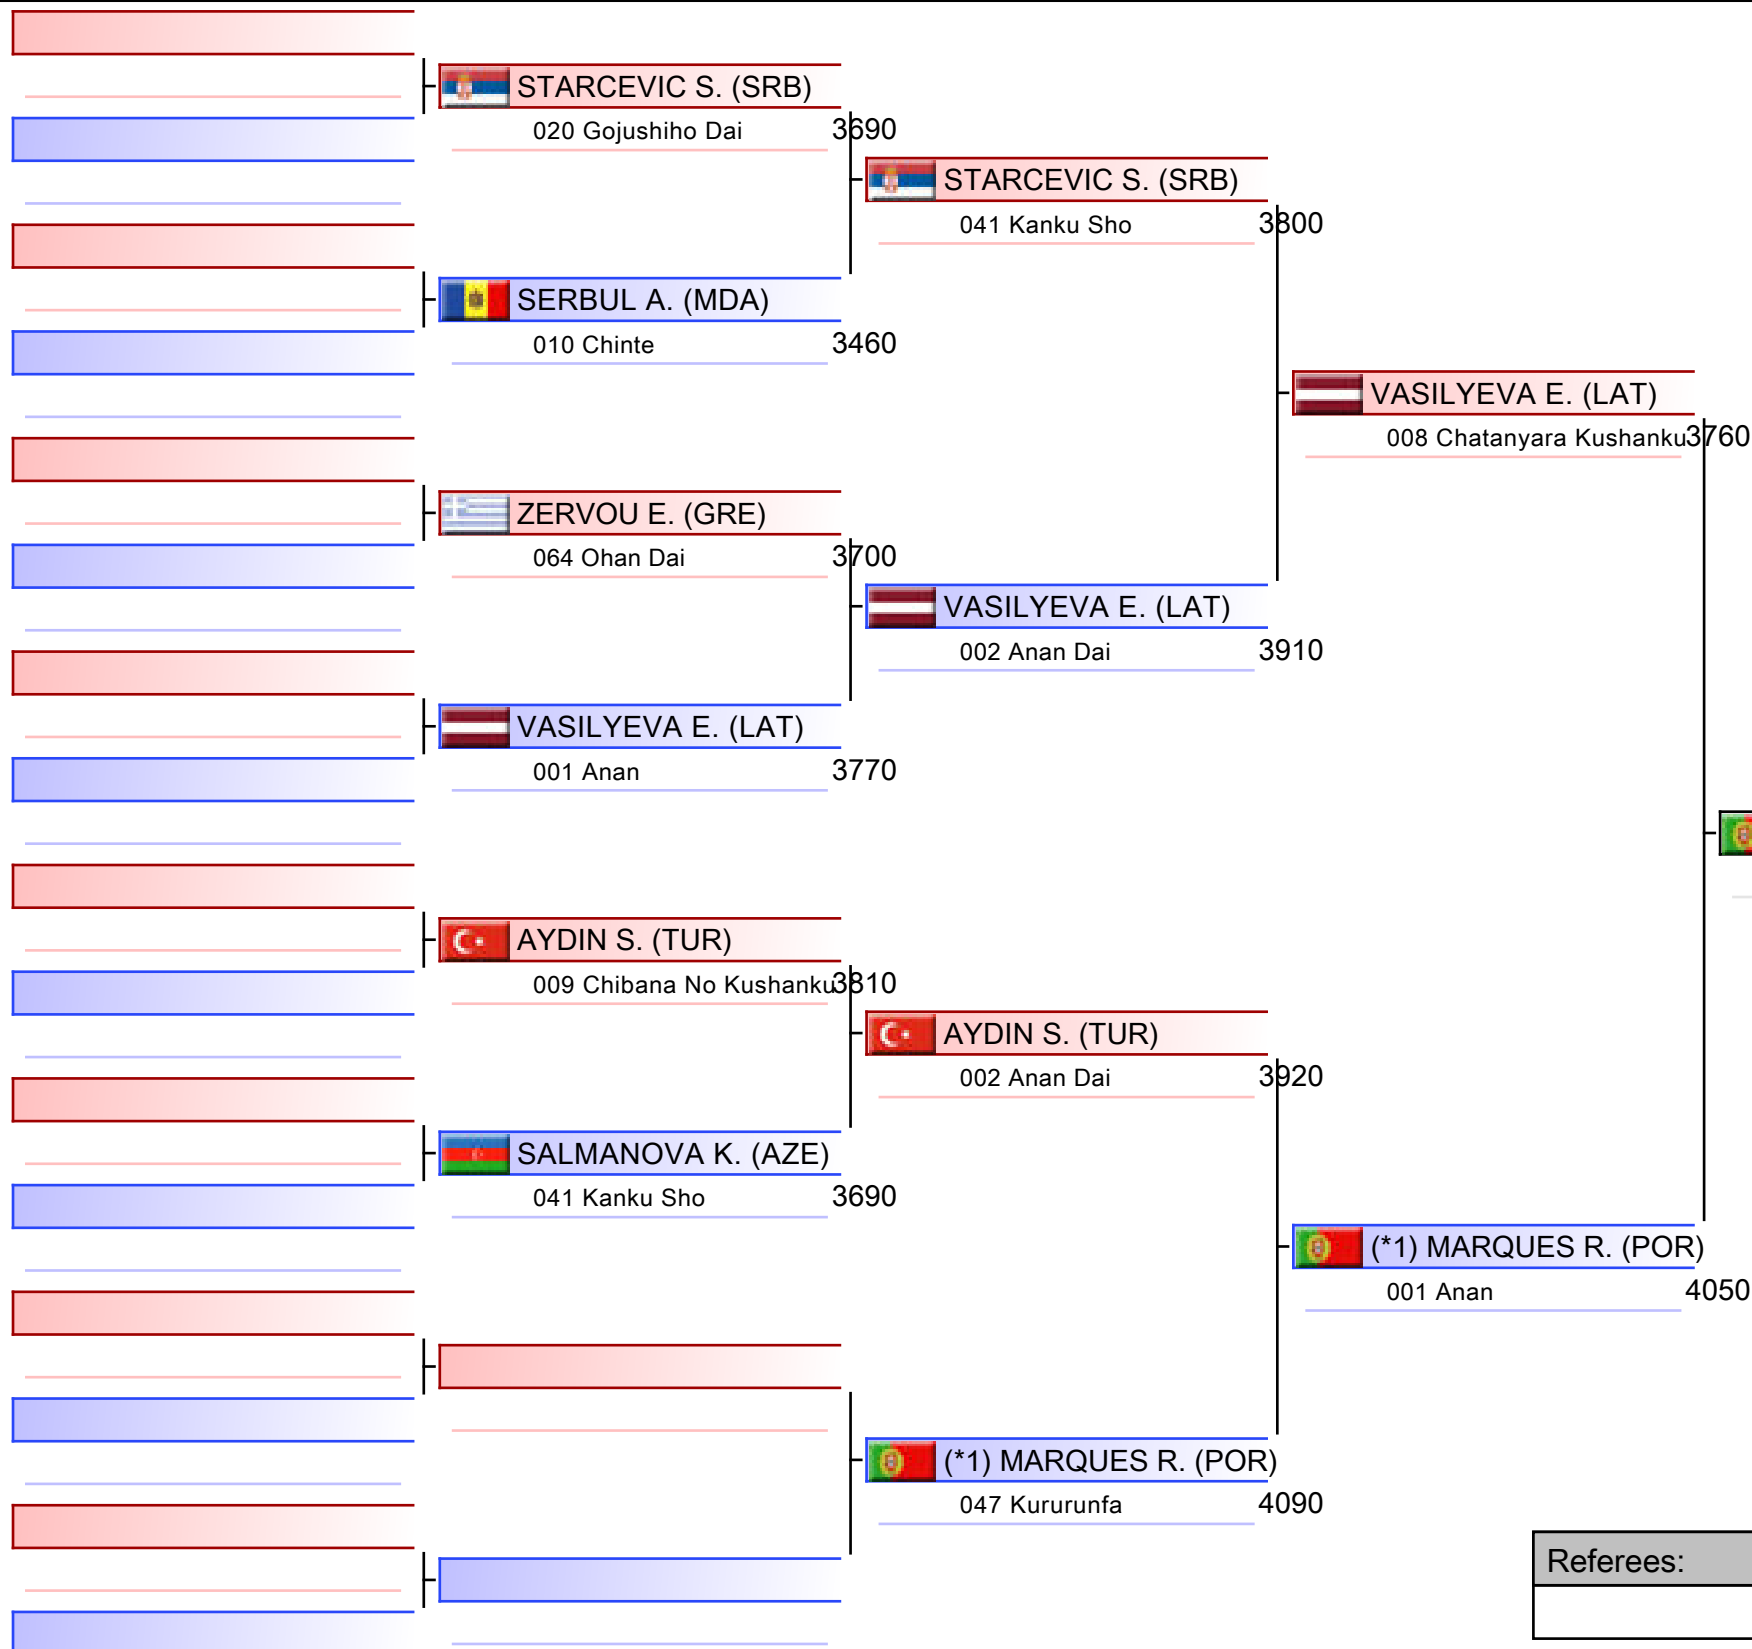 STARCEVIC S. (SRB)
020 Gojushiho Dai 3690
SERBUL A. (MDA)
010 Chinte 3460
ZERVOU E. (GRE)
064 Ohan Dai 3700
VASILYEVA E. (LAT)
001 Anan 3770
AYDIN S. (TUR)
009 Chibana No Kushanku 3810
SALMANOVA K. (AZE)
041 Kanku Sho 3690
STARCEVIC S. (SRB)
041 Kanku Sho 3800
VASILYEVA E. (LAT)
002 Anan Dai 3910
AYDIN S. (TUR)
002 Anan Dai 3920
(*1) MARQUES R. (POR)
047 Kururunfa 4090
VASILYEVA E. (LAT)
008 Chatanyara Kushanku 3760
(*1) MARQUES R. (POR)
001 Anan 4050
Referees: